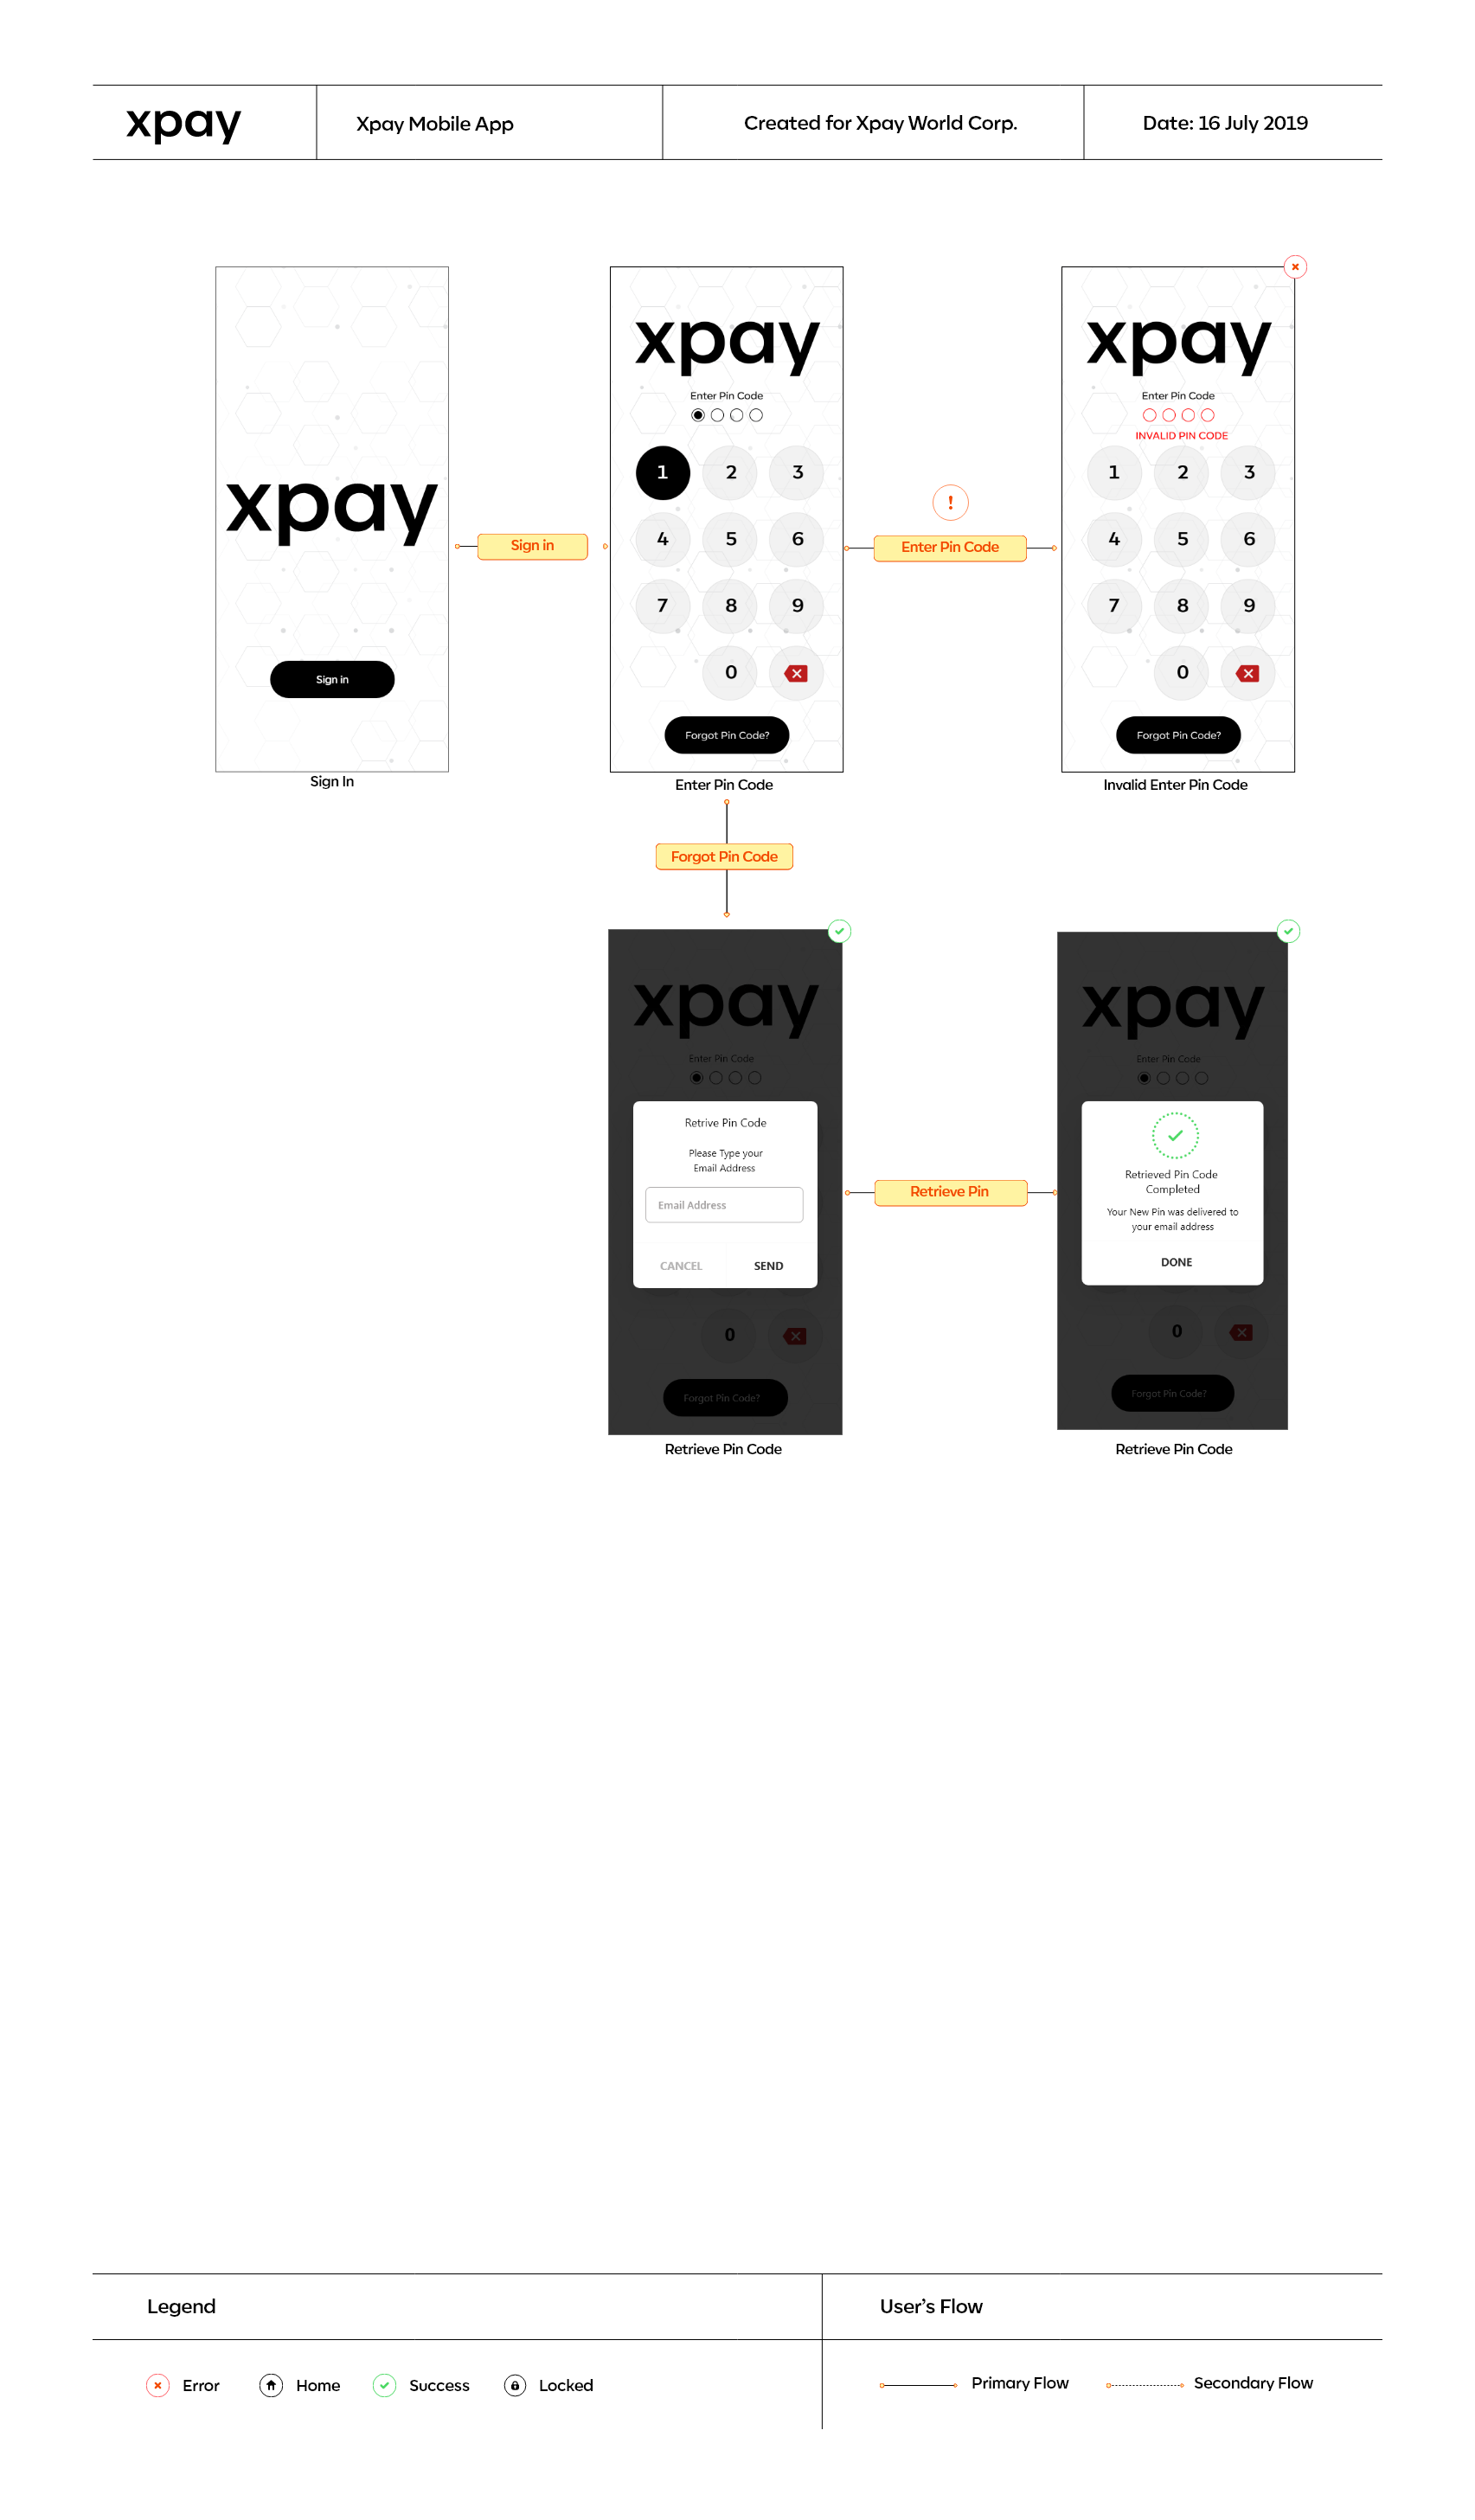 xpay
Xpay Mobile App
Created for Xpay World Corp.
Date: 16 July 2019
xpay
Sign in
Sign In
Sign in
xpay
Enter Pin Code
1 2 3
4 5 6
7 8 9
0
Forgot Pin Code?
Enter Pin Code
!
Enter Pin Code
xpay
Enter Pin Code
INVALID PIN CODE
1 2 3
4 5 6
7 8 9
0
Forgot Pin Code?
Invalid Enter Pin Code
Forgot Pin Code
xpay
Enter Pin Code
Retrive Pin Code
Please Type your
Email Address
Email Address
CANCEL SEND
0
Forgot Pin Code?
Retrieve Pin Code
Retrieve Pin
xpay
Enter Pin Code
Retrieved Pin Code
Completed
Your New Pin was delivered to
your email address
DONE
0
Forgot Pin Code?
Retrieve Pin Code
Legend
User’s Flow
Error
Home
Success
Locked
Primary Flow
Secondary Flow